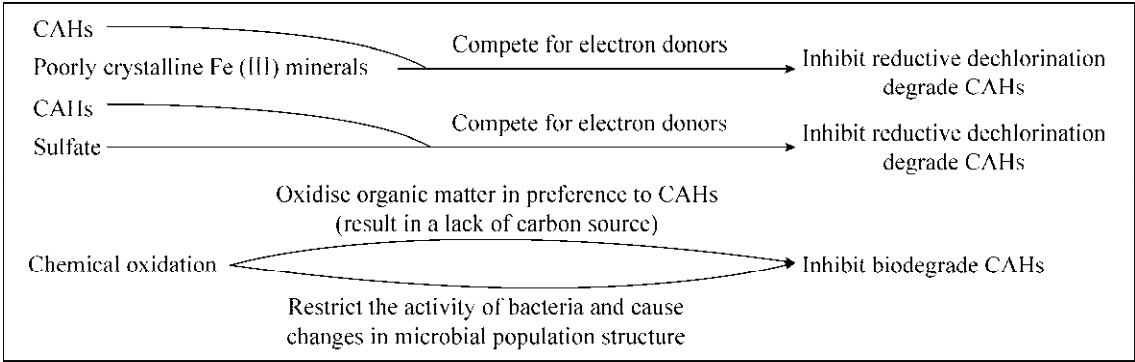 CAHs
Compete for electron donors
Poorly crystalline Fe (III) minerals
Inhibit reductive dechlorination
degrade CAHs
CAHs
Compete for electron donors
Sulfate
Inhibit reductive dechlorination
degrade CAHs
Oxidise organic matter in preference to CAHs
(result in a lack of carbon source)
Chemical oxidation
Inhibit biodegrade CAHs
Restrict the activity of bacteria and cause
changes in microbial population structure